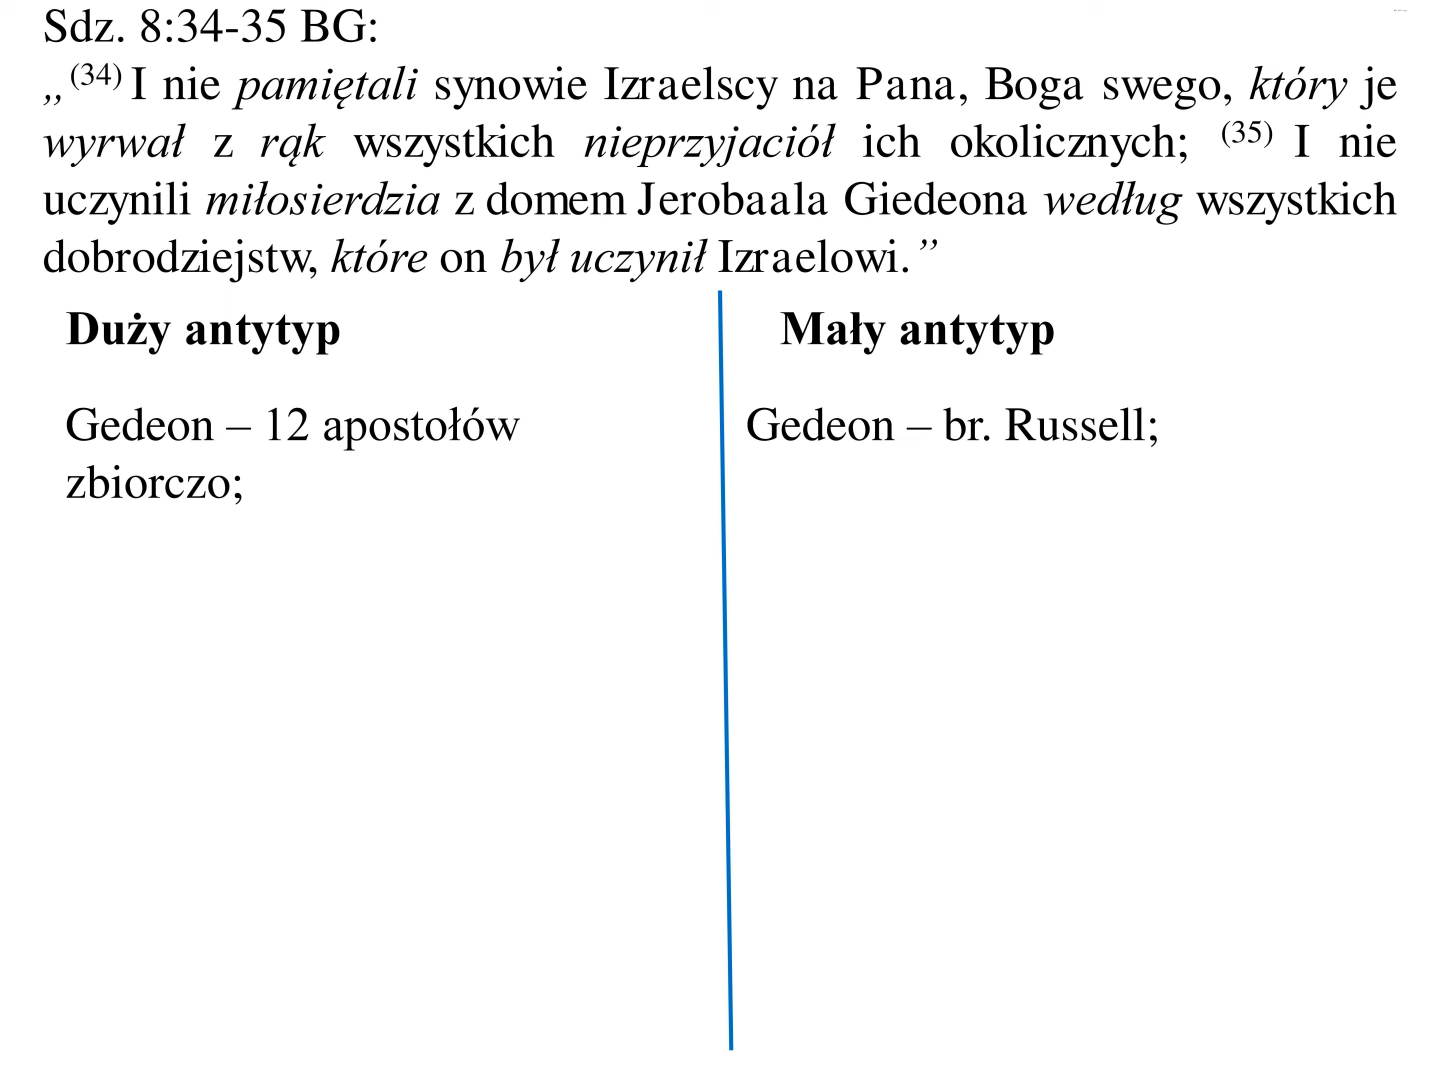 Sdz. 8:34-35 BG:
„(34) I nie pamiętali synowie Izraelscy na Pana, Boga swego, który je
wyrwał z rąk wszystkich nieprzyjaciół ich okolicznych; (35) I nie
uczynili miłosierdzia z domem Jerobaala Giedeona według wszystkich
dobrodziejstw, które on był uczynił Izraelowi.”
Duży antytyp
Mały antytyp
Gedeon – 12 apostołów
zbiorczo;
Gedeon – br. Russell;